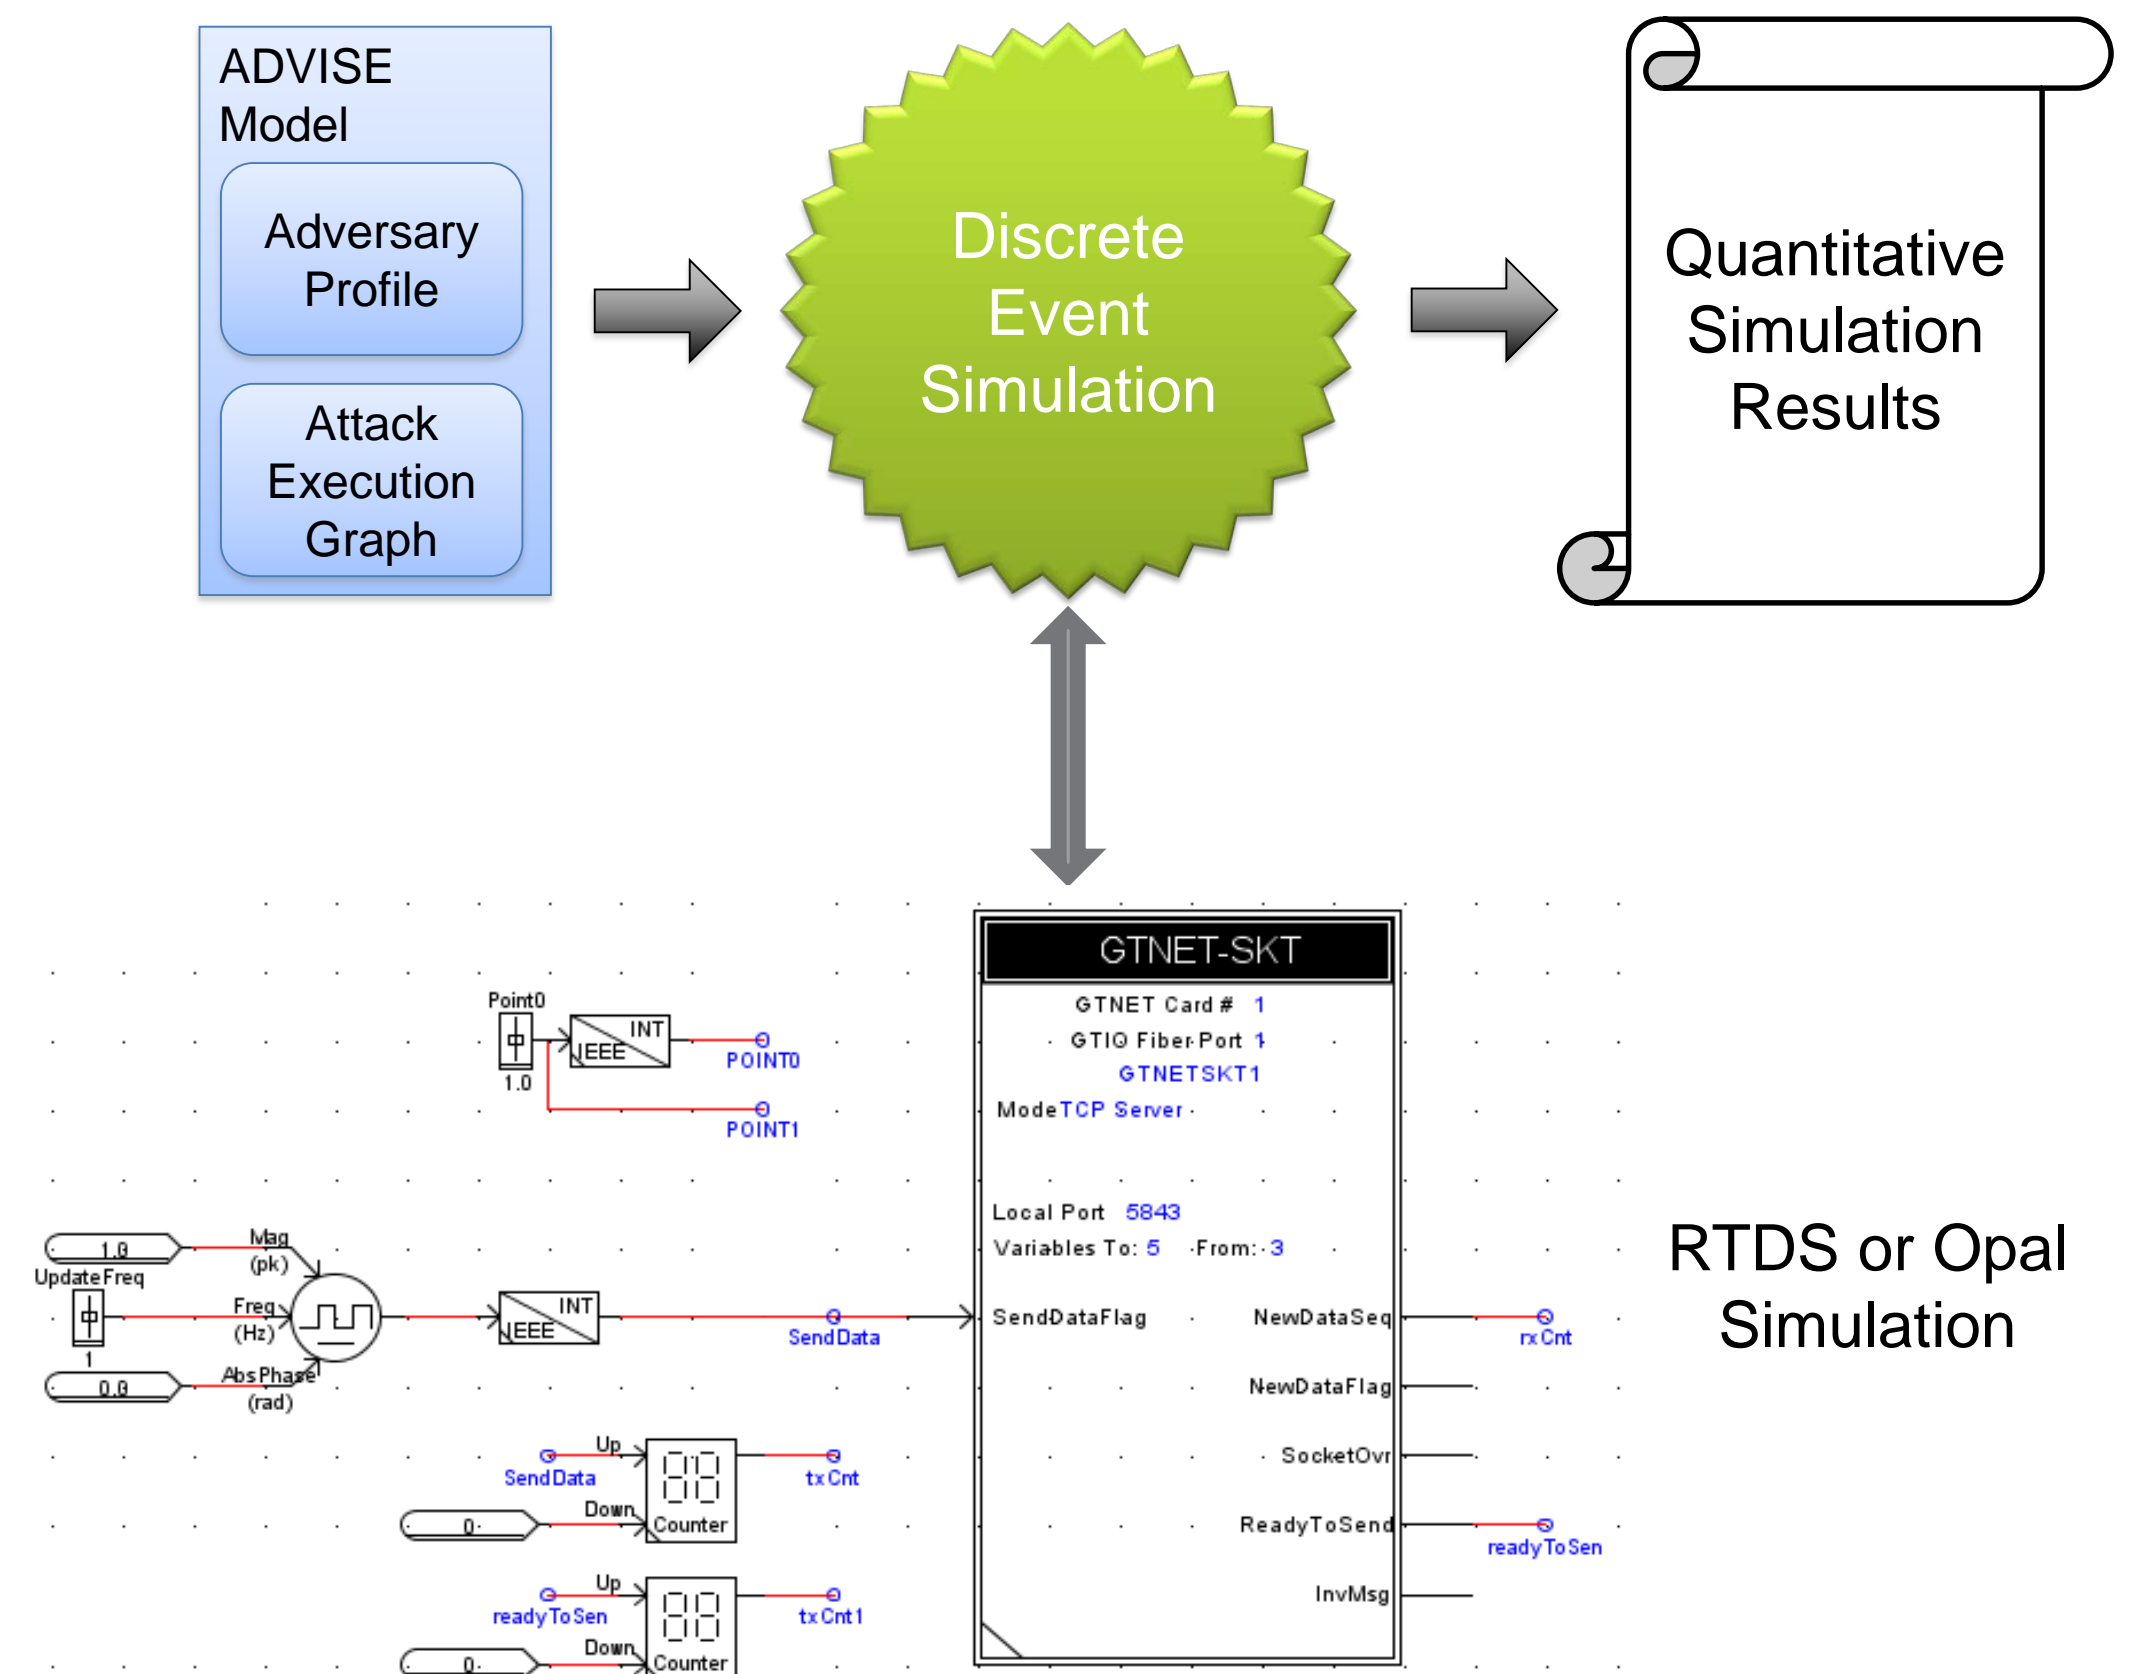 ADVISE
Model
Adversary
Profile
Attack
Execution
Graph
Discrete
Event
Simulation
Quantitative
Simulation
Results
GTNET-SKT
GTNET Card # 1
GTIO Fiber Port 1
GTNETSKT1
Mode TCP Server
Local Port 5843
Variables To: 5 From: 3
SendDataFlag
NewDataSeq
NewDataFlag
SocketOvr
ReadyToSend
InvMsg
rxCnt
readyToSen
Point0
1.0
INT
IEEE
POINT0
POINT1
1.0
Mag
(pk)
UpdateFreq
1
Freq
(Hz)
0.0
AbsPhase
(rad)
INT
IEEE
SendData
SendData
Up
Down
0
Counter
txCnt
readyToSen
Up
Down
0
Counter
txCnt1
RTDS or Opal
Simulation